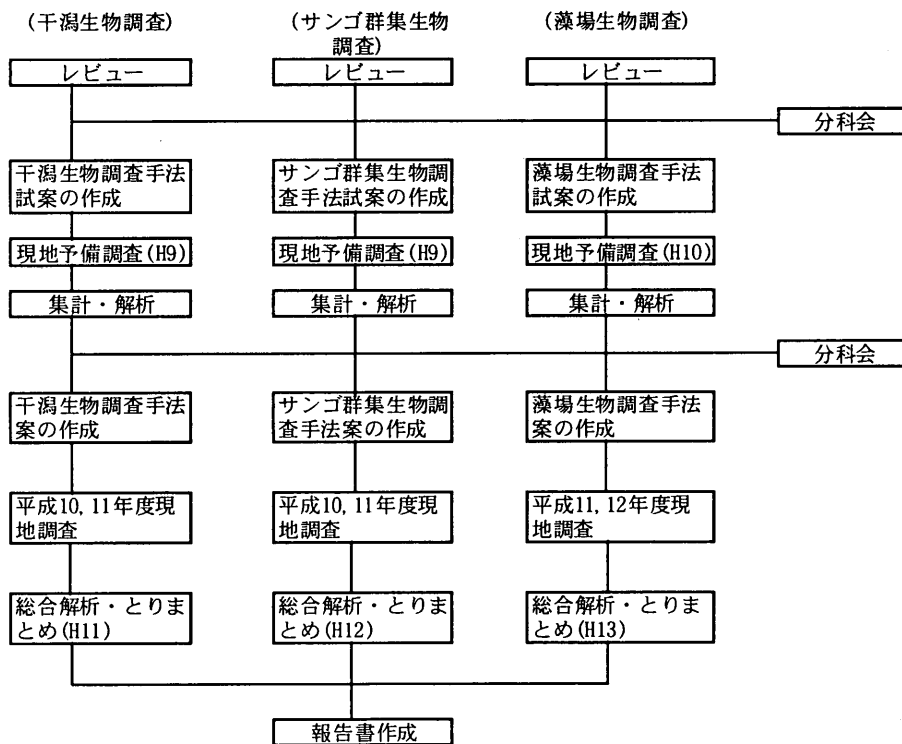 (干潟生物調査)
(サンゴ群集生物
調査)
(藻場生物調査)
レビュー
レビュー
レビュー
分科会
干潟生物調査手法
試案の作成
サンゴ群集生物調
査手法試案の作成
藻場生物調査手法
試案の作成
現地予備調査(H9)
現地予備調査(H9)
現地予備調査(H10)
集計・解析
集計・解析
集計・解析
分科会
干潟生物調査手法
案の作成
サンゴ群集生物調
査手法案の作成
藻場生物調査手法
案の作成
平成10,11年度現
地調査
平成10,11年度現
地調査
平成11,12年度現
地調査
総合解析・とりま
とめ(H11)
総合解析・とりま
とめ(H12)
総合解析・とりま
とめ(H13)
報告書作成